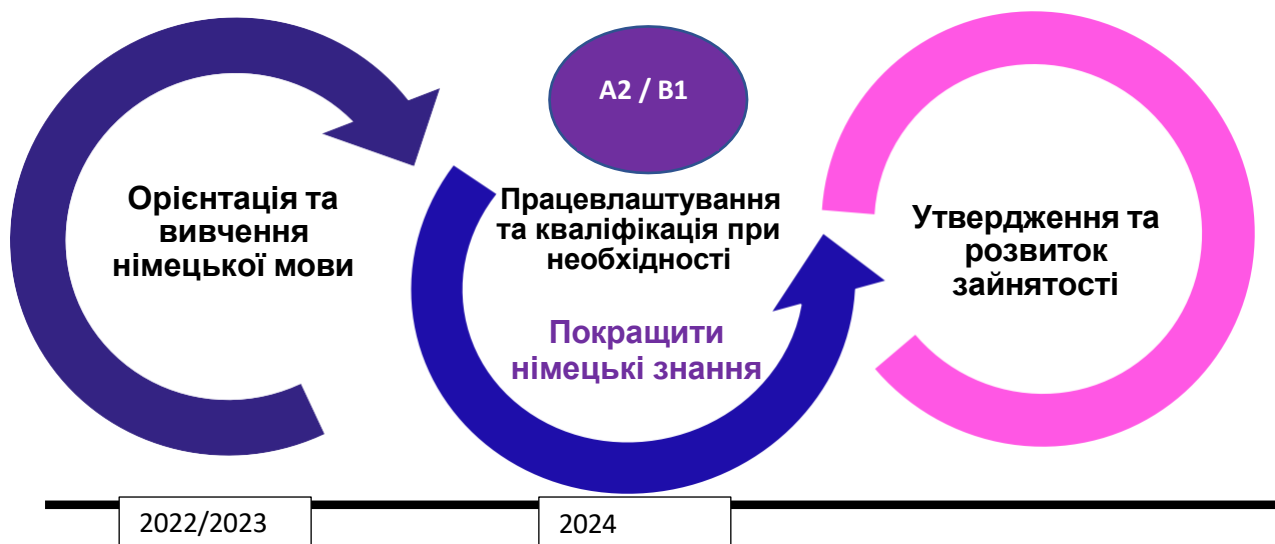 Орієнтація та
вивчення
німецької мови
A2 / B1
Працевлаштування
та кваліфікація при
необхідності
Покращити
німецькі знання
Утвердження та
розвиток
зайнятості
2022/2023
2024